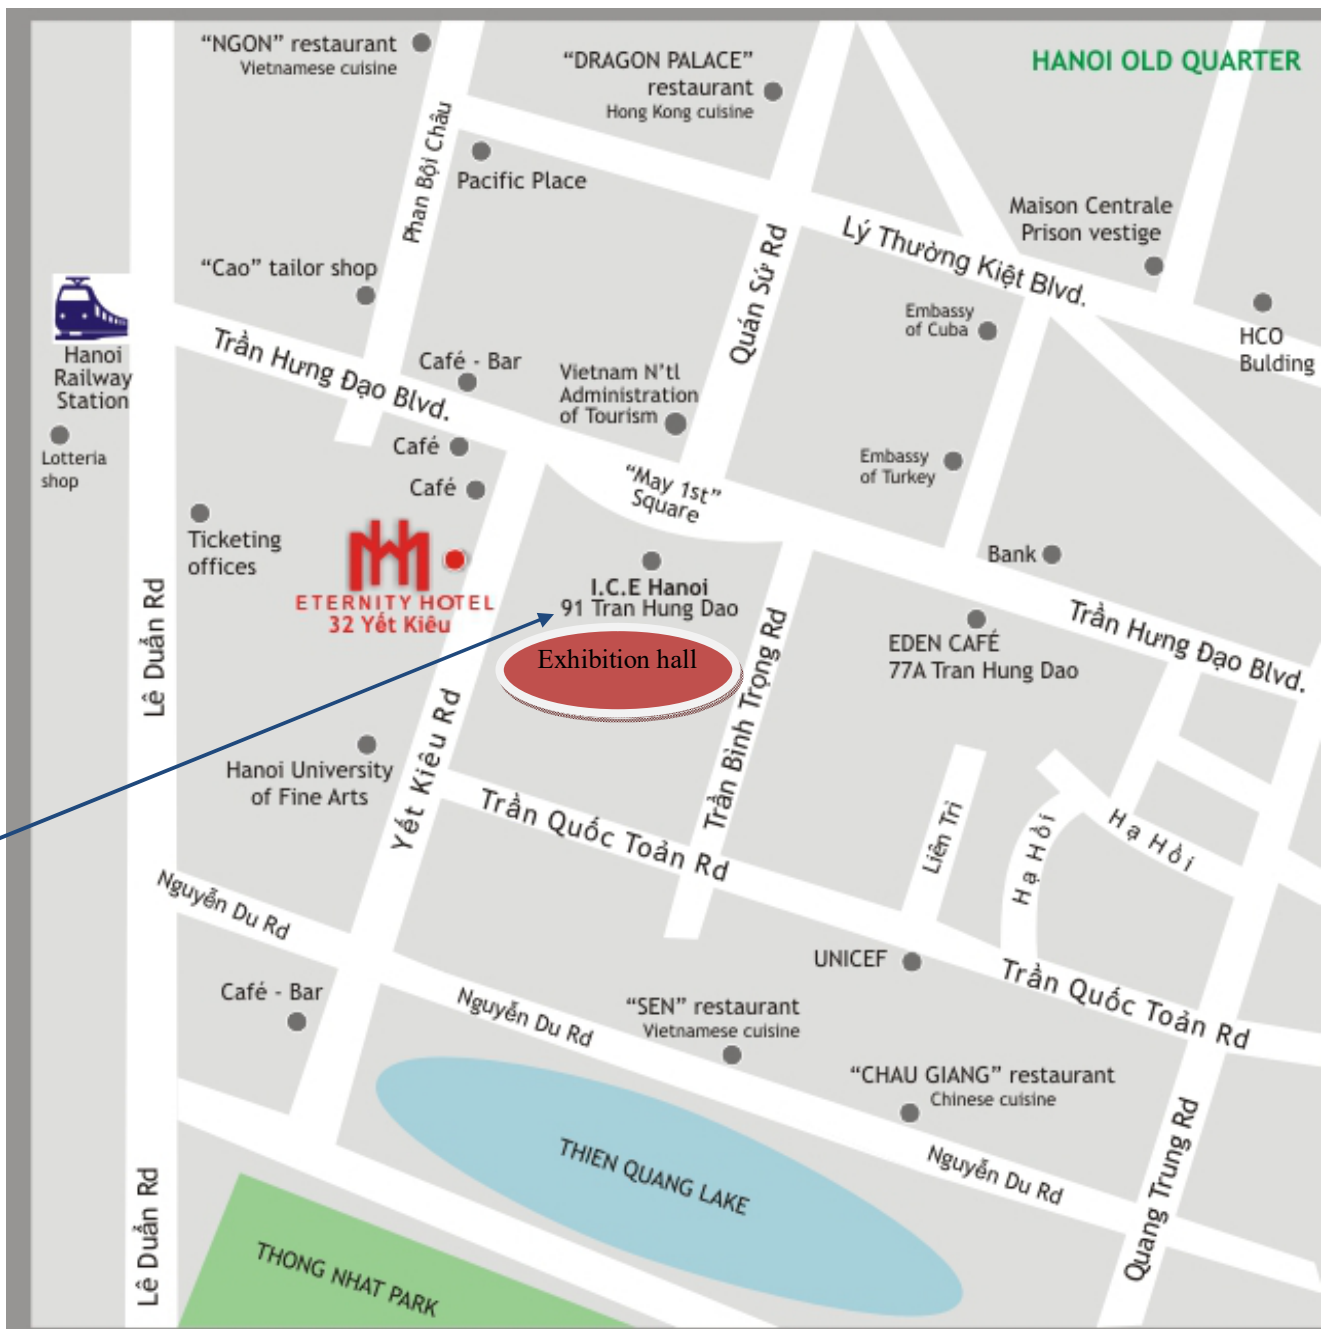 “NGON” restaurant
Vietnamese cuisine
“DRAGON PALACE”
restaurant
Hong Kong cuisine
HANOI OLD QUARTER
Phan Bội Châu
Pacific Place
Maison Centrale
Prison vestige
Lý Thường Kiệt Blvd.
Quán Sứ Rd
“Cao” tailor shop
Embassy
of Cuba
HCO
Bulding
Hanoi
Railway
Station
Trần Hưng Đạo Blvd.
Café - Bar
Vietnam N’tl
Administration
of Tourism
Lotteria
shop
Café
Café
“May 1st”
Square
Embassy
of Turkey
Ticketing
offices
ETERNITY HOTEL
32 Yết Kiêu
I.C.E Hanoi
91 Tran Hung Dao
Exhibition hall
Bank
EDEN CAFÉ
77A Tran Hung Dao
Trần Hưng Đạo Blvd.
Lê Duẩn Rd
Trần Bình Trọng Rd
Hanoi University
of Fine Arts
Yết Kiêu Rd
Trần Quốc Toản Rd
Liên Trì
Hạ Hồi
Hạ Hồi
Nguyễn Du Rd
Café - Bar
Nguyễn Du Rd
“SEN” restaurant
Vietnamese cuisine
UNICEF
Trần Quốc Toản Rd
“CHAU GIANG” restaurant
Chinese cuisine
THIEN QUANG LAKE
Nguyễn Du Rd
Quang Trung Rd
Lê Duẩn Rd
THONG NHAT PARK